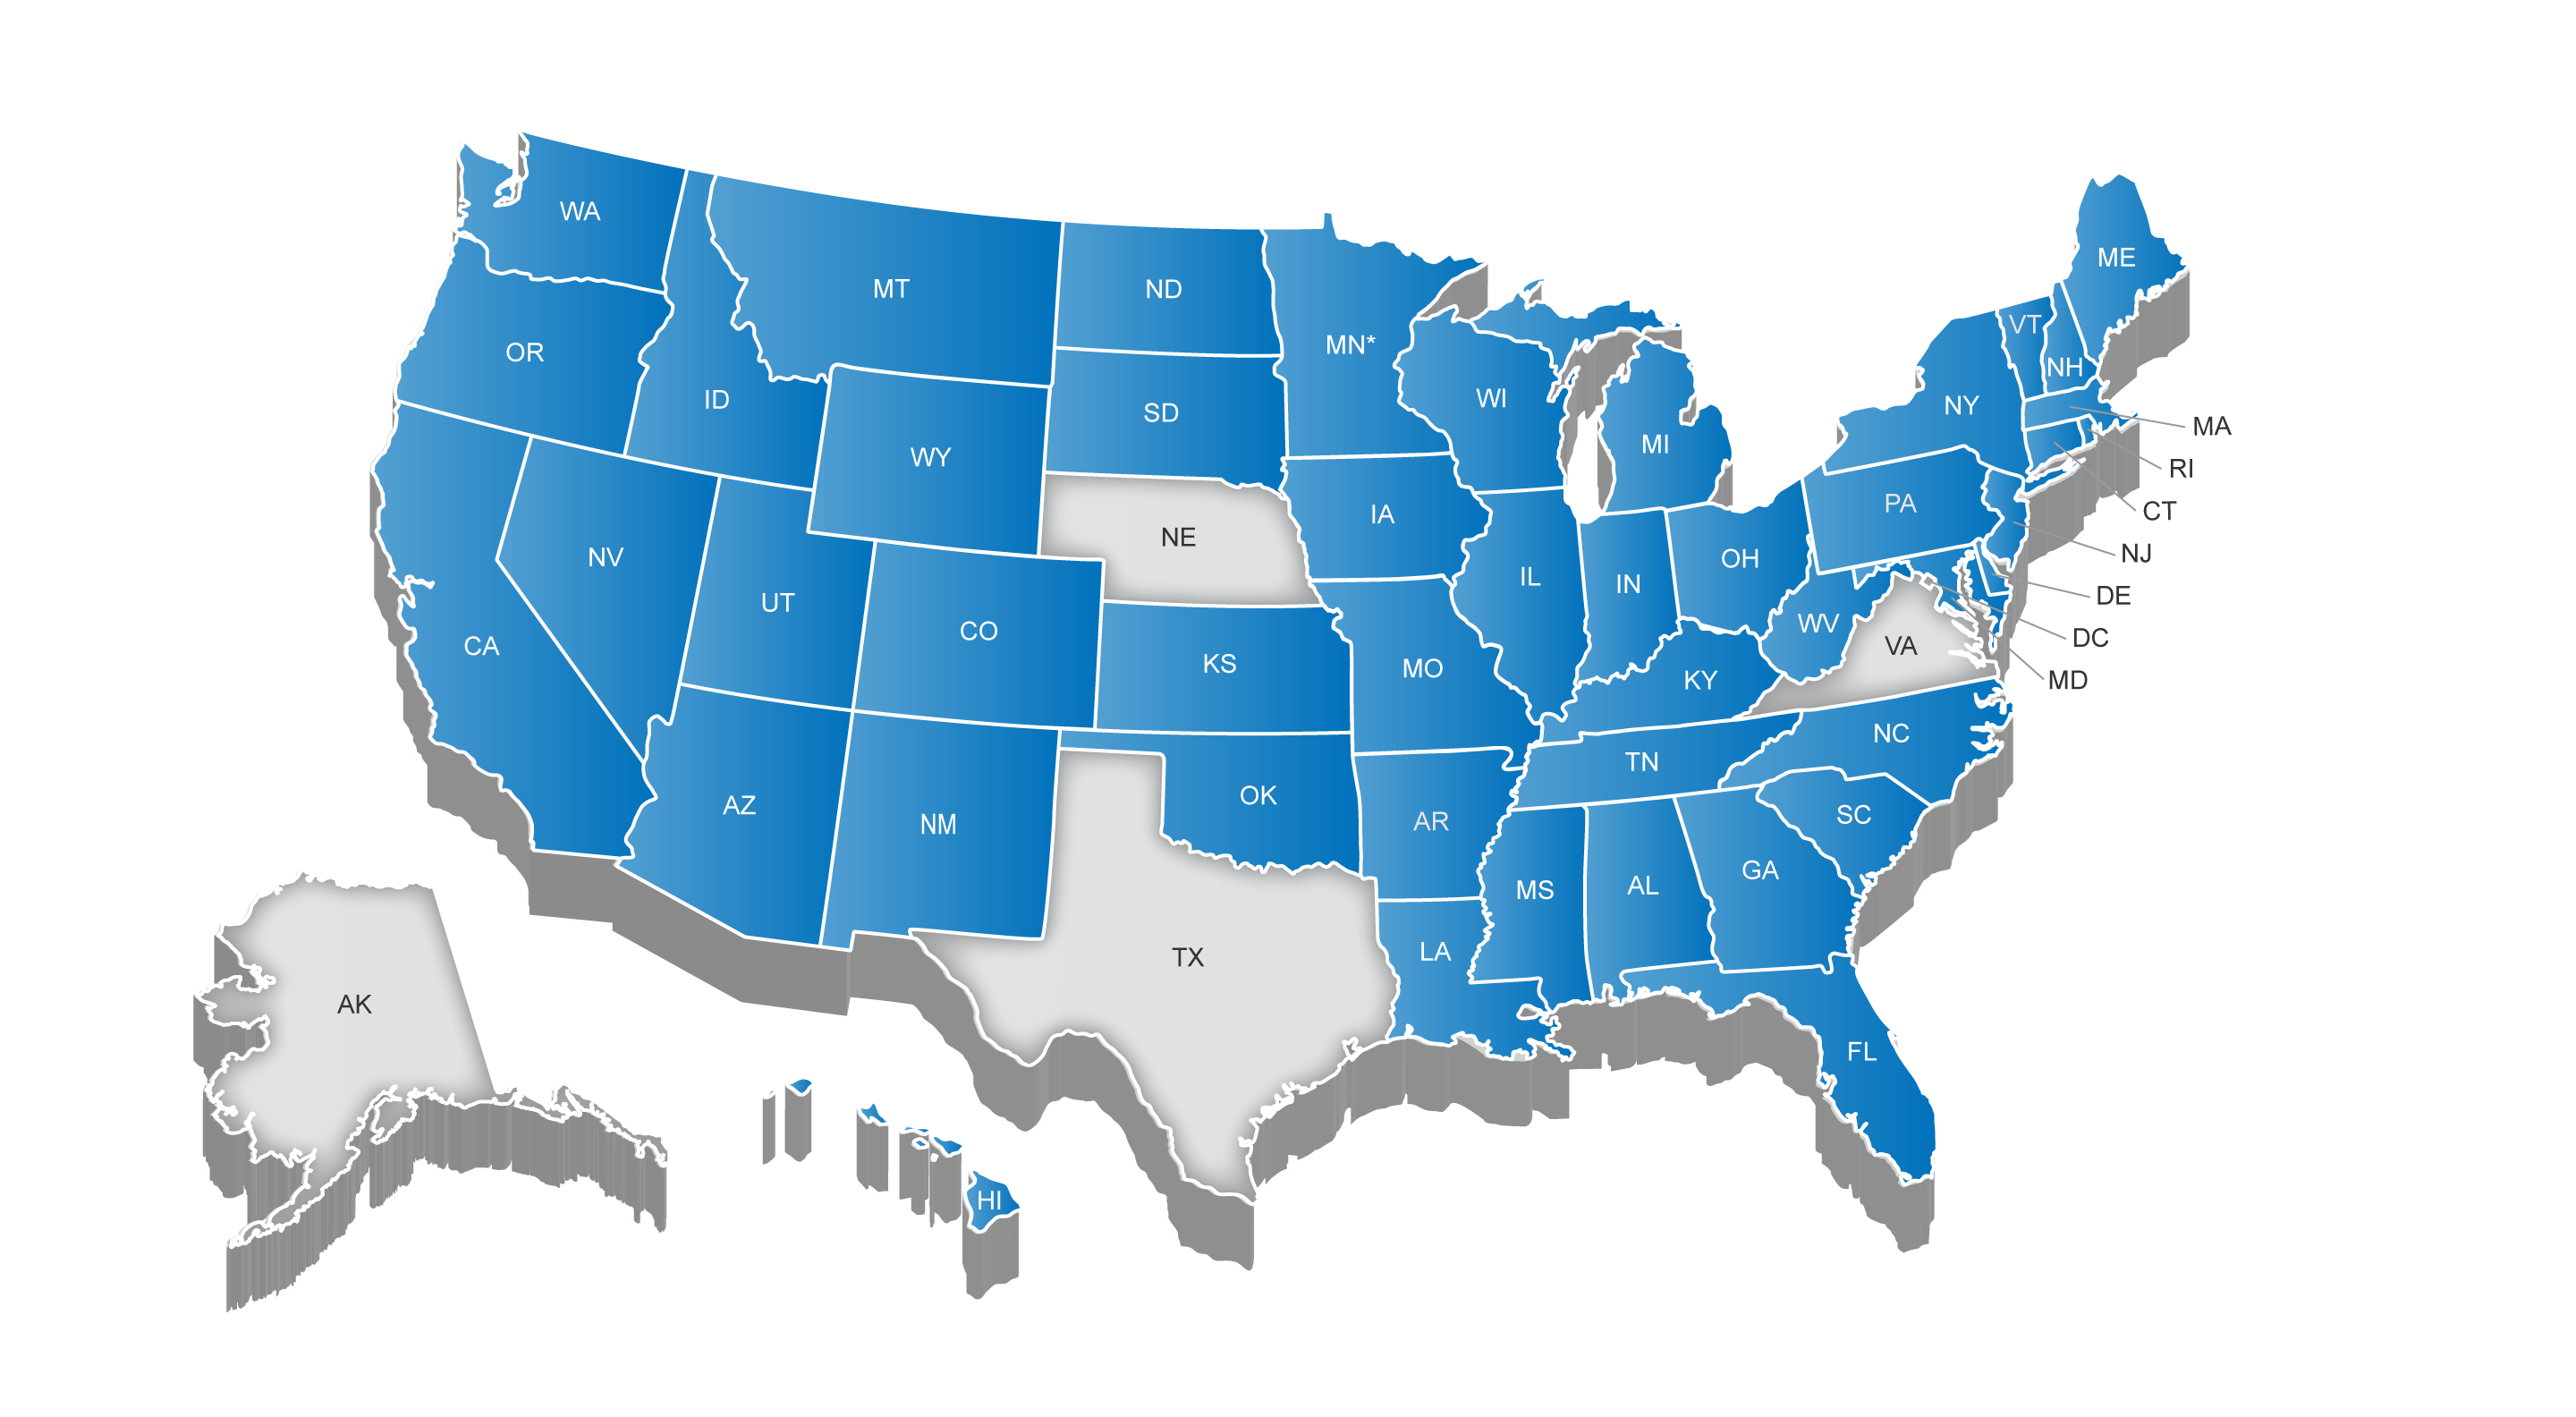 WA
ME
MT
ND
VT
MN*
OR
NH
ID
WI
NY
SD
MA
MI
WY
RI
PA
CT
IA
NE
NJ
NV
OH
IL
IN
DE
UT
WV
CO
DC
CA
VA
KS
MO
KY
MD
NC
TN
OK
AZ
SC
AR
NM
GA
AL
MS
LA
TX
AK
FL
HI